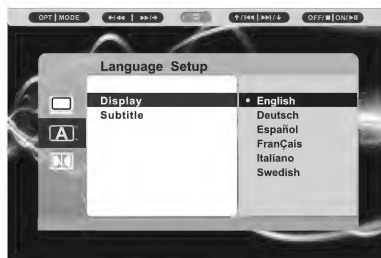 OPT | MODE
←/◄◄ | ►►/→
↑/I◄◄ | ►►I/↓
OFF/■ | ON/►II
Language Setup
Display
Subtitle
A
• English
Deutsch
Español
FranÇais
Italiano
Swedish